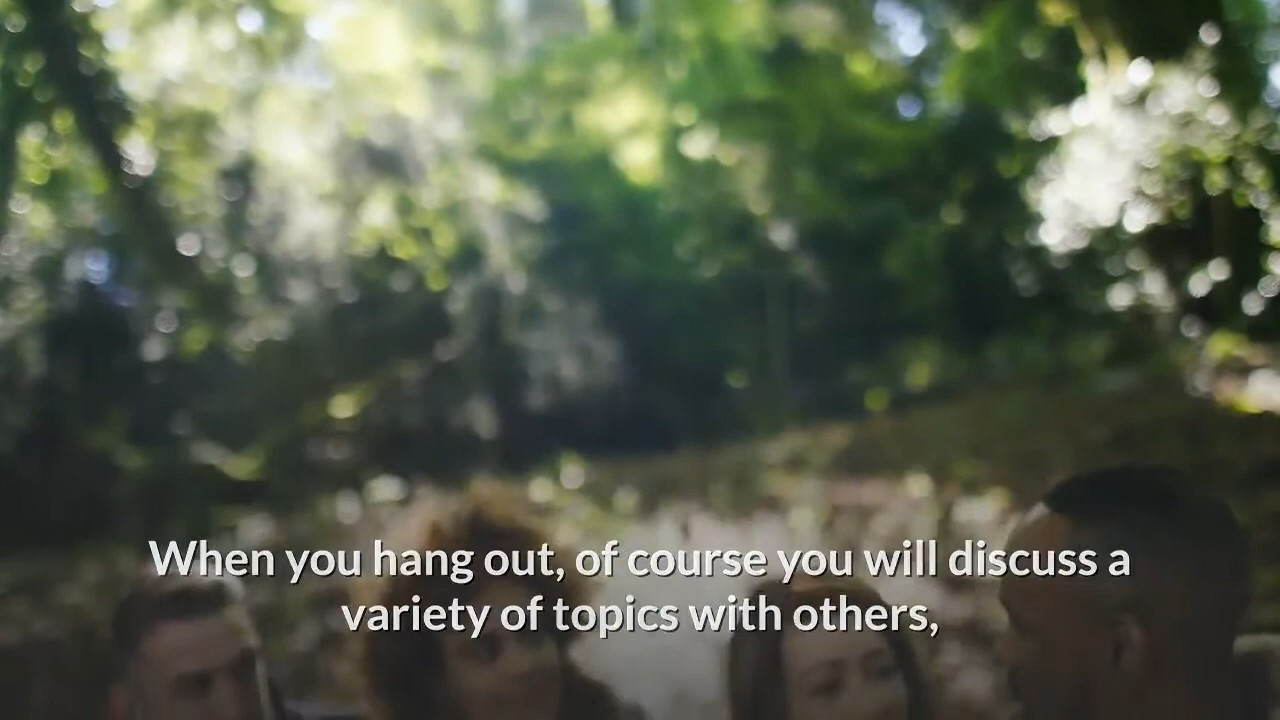 When you hang out, of course you will discuss a
variety of topics with others,